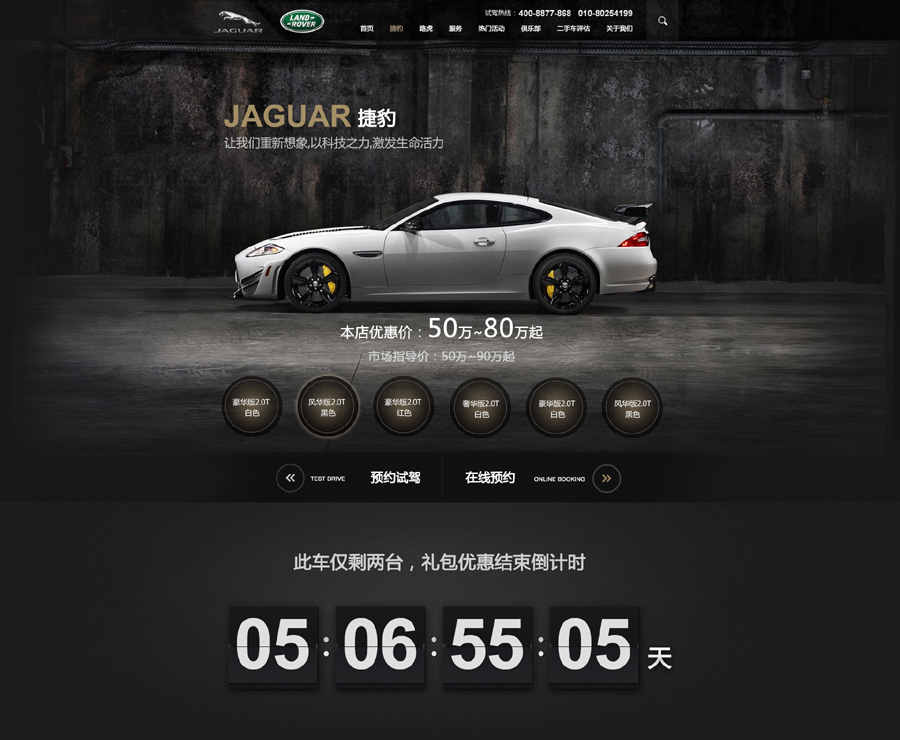 试驾热线：400-8877-868 010-80254199
JAGUAR
LAND-
-ROVER
首页 捷豹 路虎 服务 热门活动 俱乐部 二手车评估 关于我们
JAGUAR 捷豹
让我们重新想象,以科技之力,激发生命活力
本店优惠价：50万~80万起
市场指导价：50万~90万起
豪华版2.0T
白色
风华版2.0T
黑色
豪华版2.0T
红色
奢华版2.0T
白色
豪华版2.0T
白色
风华版2.0T
黑色
TEST DRIVE 预约试驾 在线预约 ONLINE BOOKING
此车仅剩两台，礼包优惠结束倒计时
05 : 06 : 55 : 05 天